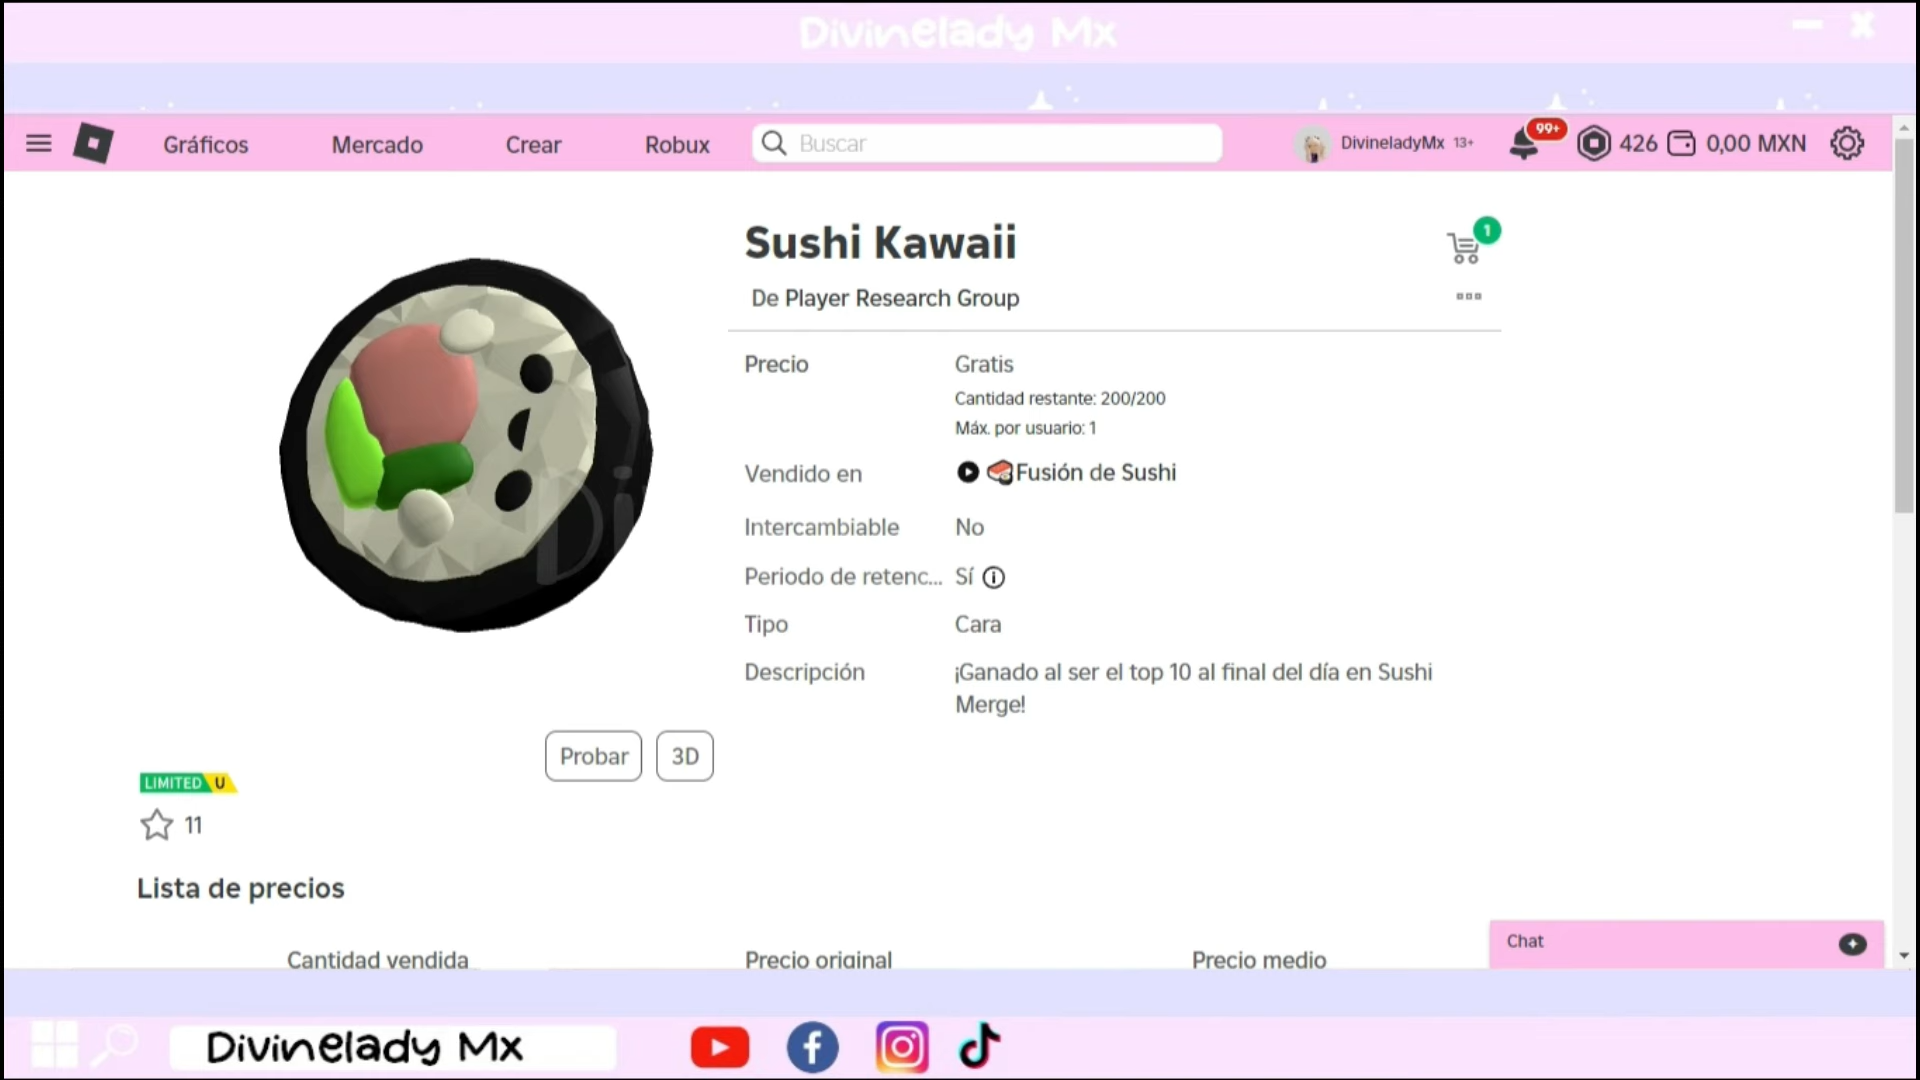 Divinelady Mx
Gráficos
Mercado
Crear
Robux
Buscar
DivineladyMx 13+
99+
426
0,00 MXN
Sushi Kawaii
1
De Player Research Group
Precio
Gratis
Cantidad restante: 200/200
Máx. por usuario: 1
Vendido en
Fusión de Sushi
Intercambiable
No
Periodo de retenc...
Sí
Tipo
Cara
Descripción
¡Ganado al ser el top 10 al final del día en Sushi
Merge!
Di
Probar
3D
LIMITED U
11
Lista de precios
Cantidad vendida
Precio original
Precio medio
Chat
Divinelady Mx